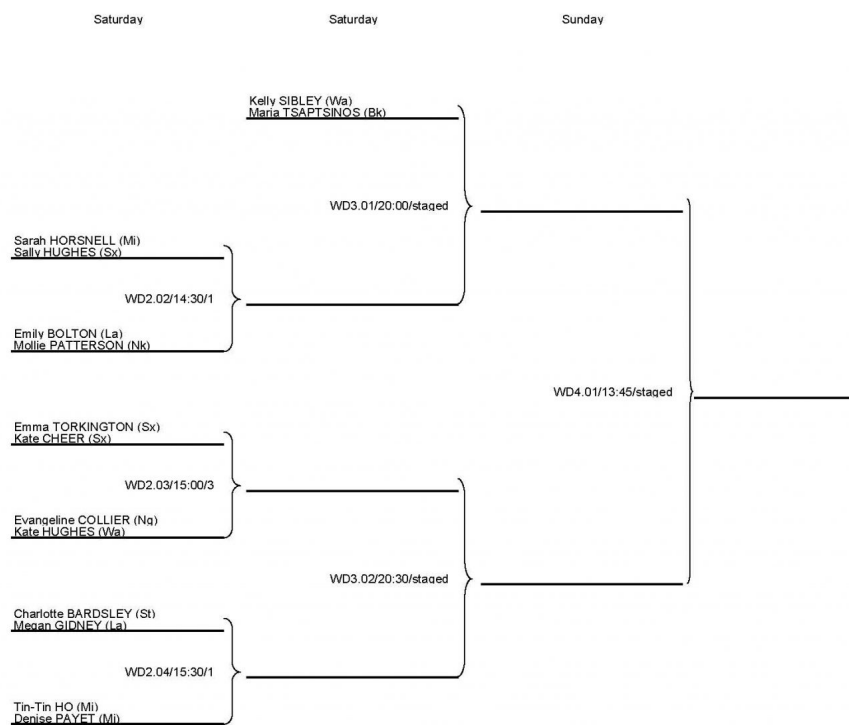 Saturday Saturday Sunday
Kelly SIBLEY (Wa)
Maria TSAPTSINOS (Bk)
WD3.01/20:00/staged
Sarah HORSNELL (Mi)
Sally HUGHES (Sx)
WD2.02/14:30/1
Emily BOLTON (La)
Mollie PATTERSON (Nk)
WD4.01/13:45/staged
Emma TORKINGTON (Sx)
Kate CHEER (Sx)
WD2.03/15:00/3
Evangeline COLLIER (Ng)
Kate HUGHES (Wa)
WD3.02/20:30/staged
Charlotte BARDSLEY (St)
Megan GIDNEY (La)
WD2.04/15:30/1
Tin-Tin HO (Mi)
Denise PAYET (Mi)